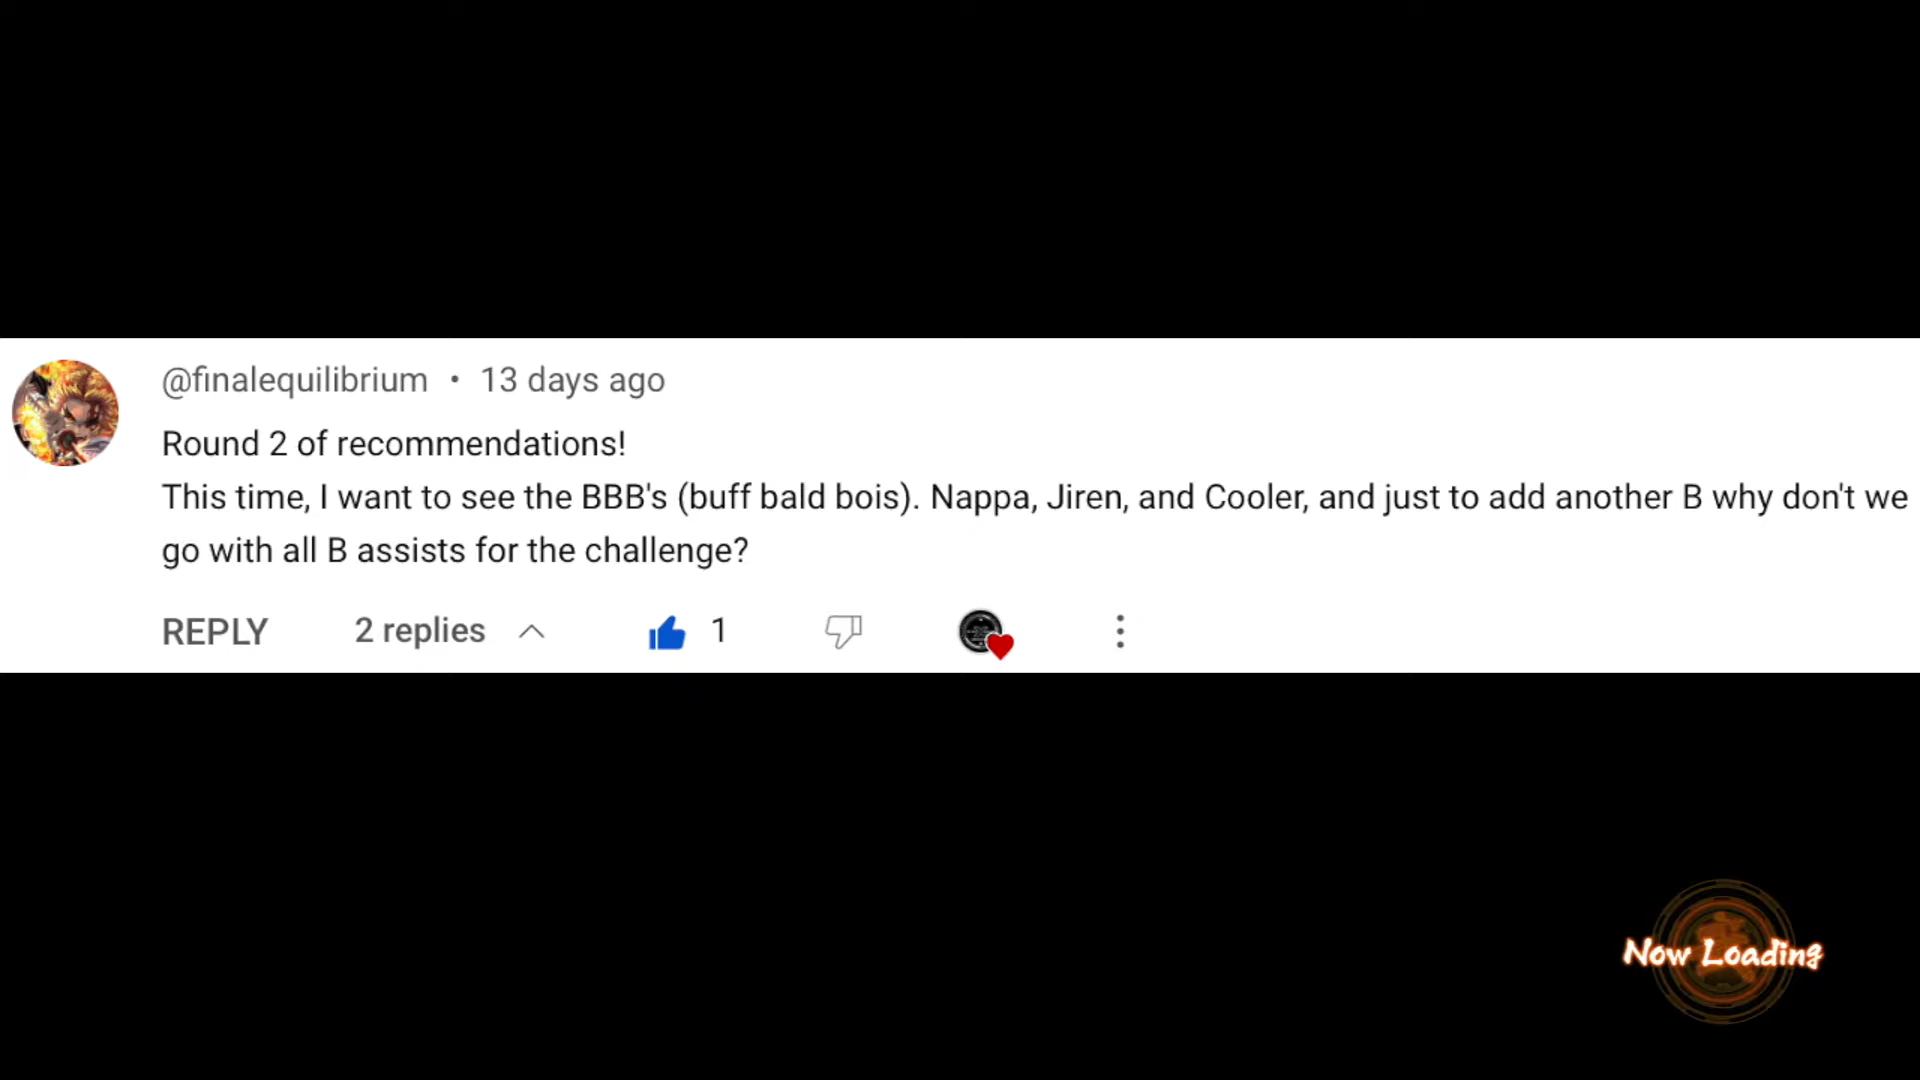 @finalequilibrium • 13 days ago
Round 2 of recommendations!
This time, I want to see the BBB's (buff bald bois). Nappa, Jiren, and Cooler, and just to add another B why don't we
go with all B assists for the challenge?
REPLY 2 replies 1
Now Loading